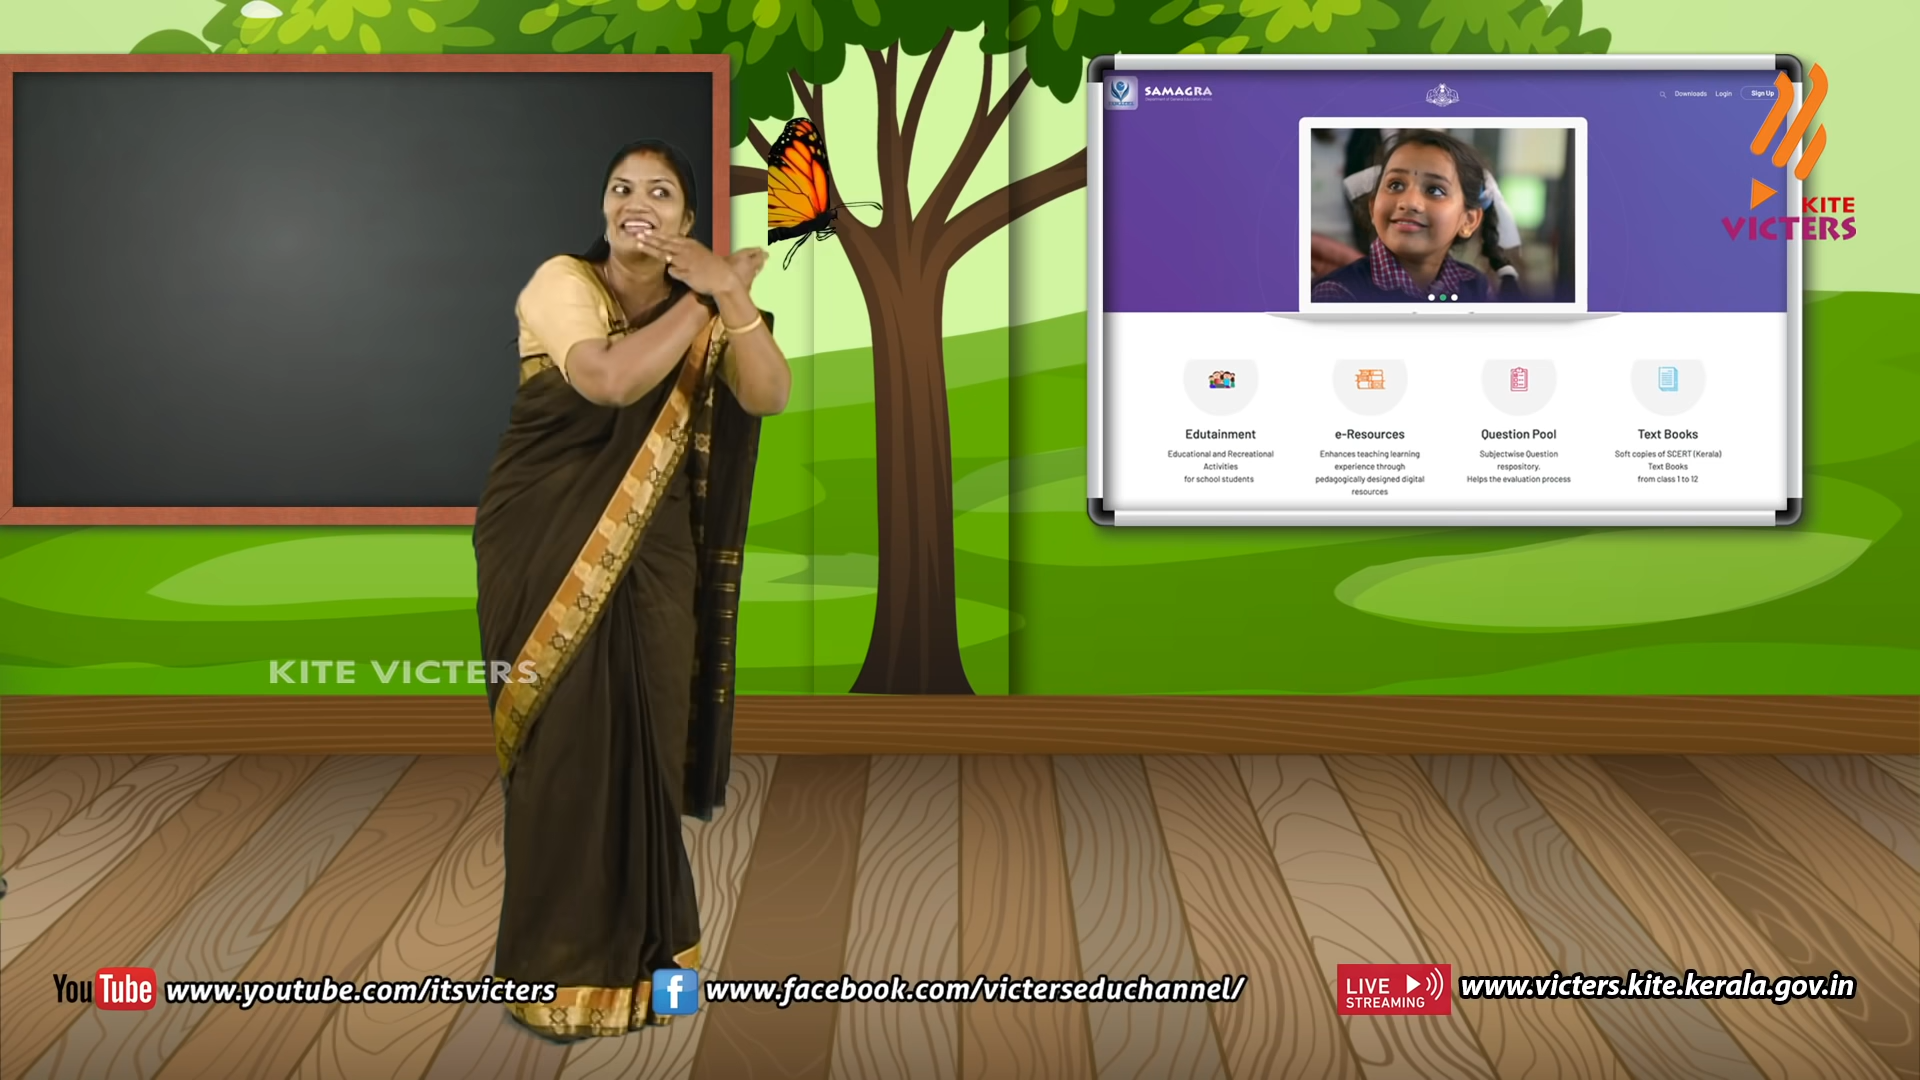 SAMAGRA
Downloads
Login
Sign Up
KITE
VICTERS
Edutainment
Educational and Recreational
Activities
for school students
e-Resources
Enhances teaching learning
experience through
pedagogically designed digital
resources
Question Pool
Subjectwise Question
respository.
Helps the evaluation process
Text Books
Soft copies of SCERT (Kerala)
Text Books
from class 1 to 12
KITE VICTERS
YouTube www.youtube.com/itsvicters
f www.facebook.com/victerseduchannel/
LIVE
STREAMING
www.victers.kite.kerala.gov.in